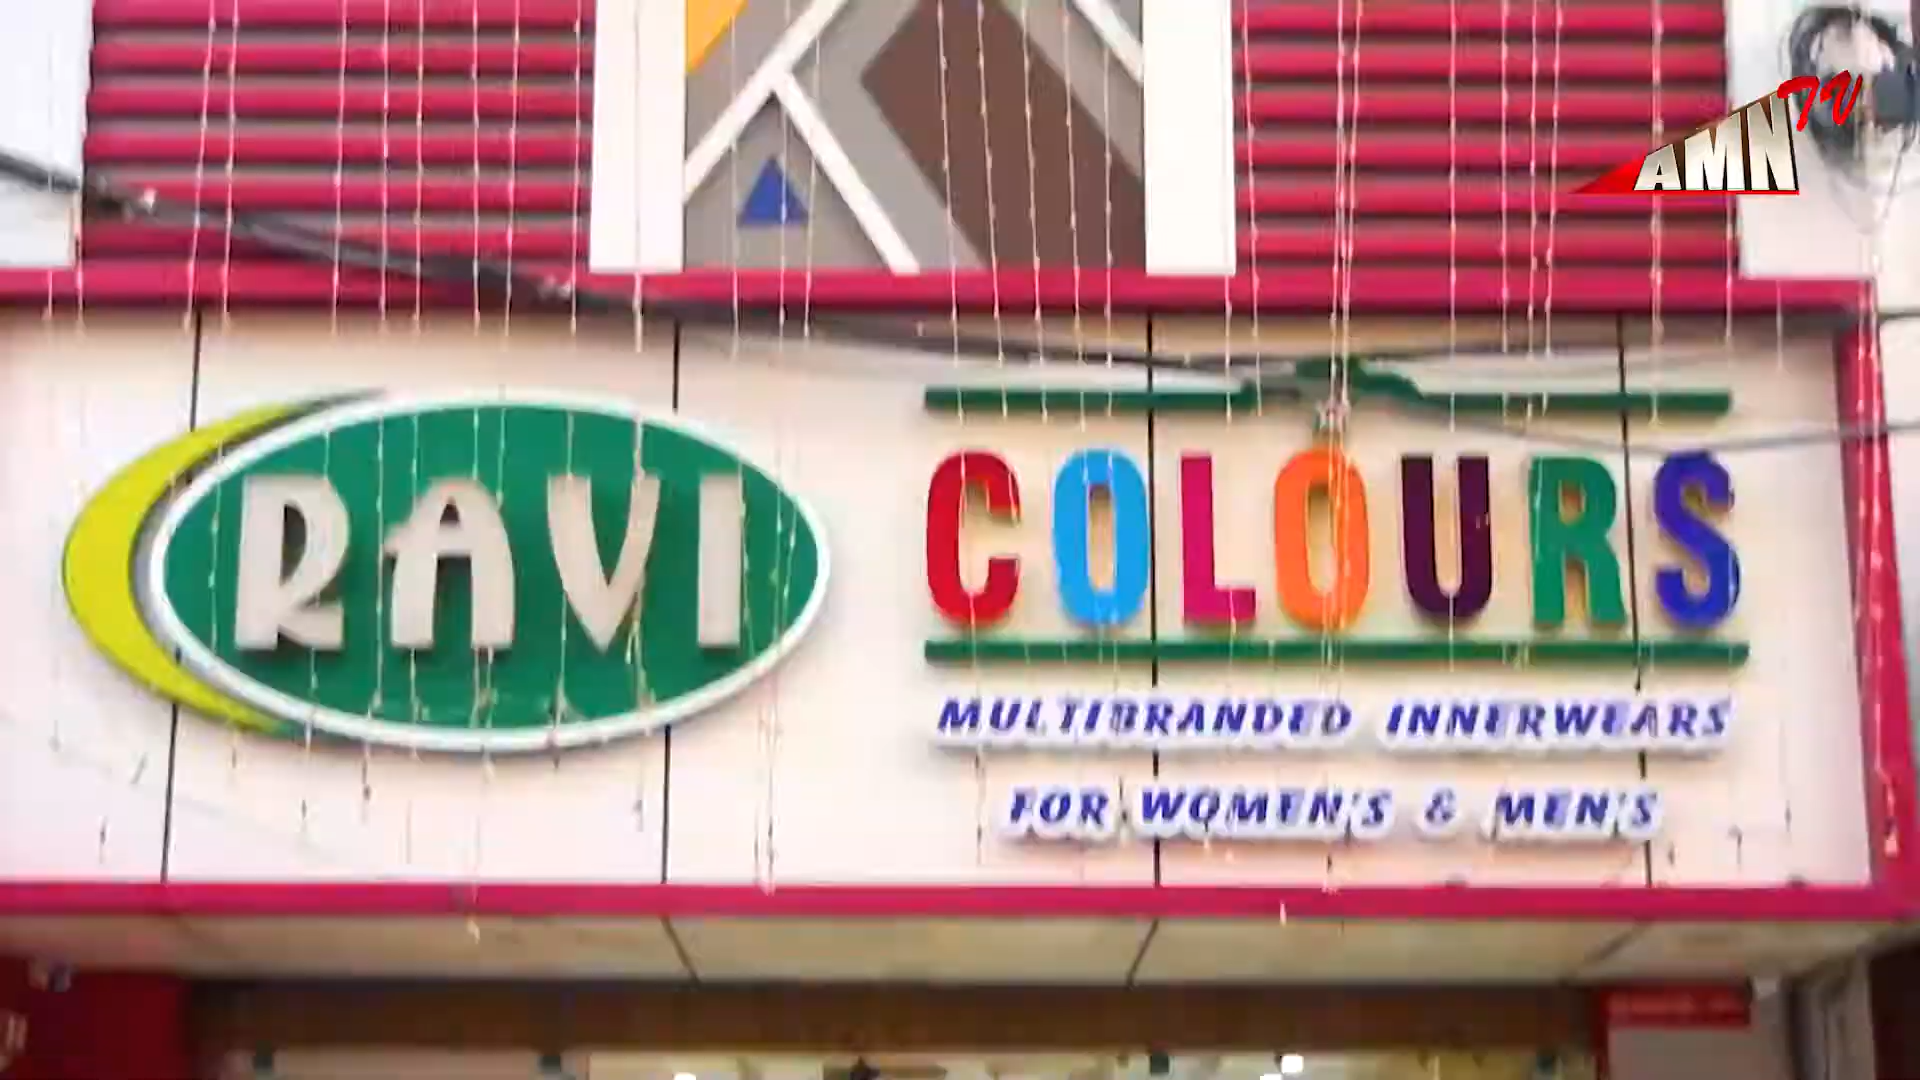 AMN TV
RAVI
COLOURS
MULTIBRANDED INNERWEARS
FOR WOMEN'S & MEN'S